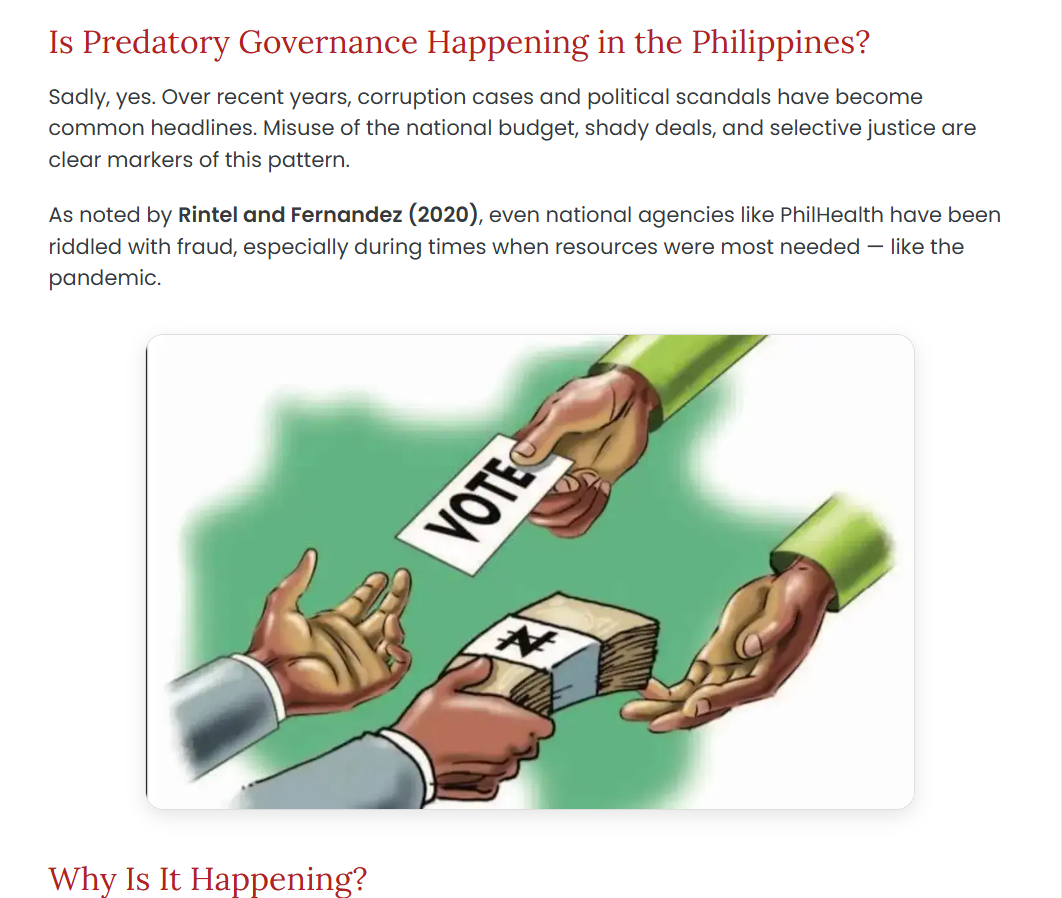 Is Predatory Governance Happening in the Philippines?
Sadly, yes. Over recent years, corruption cases and political scandals have become
common headlines. Misuse of the national budget, shady deals, and selective justice are
clear markers of this pattern.
As noted by Rintel and Fernandez (2020), even national agencies like PhilHealth have been
riddled with fraud, especially during times when resources were most needed — like the
pandemic.
VOTE
₦
Why Is It Happening?